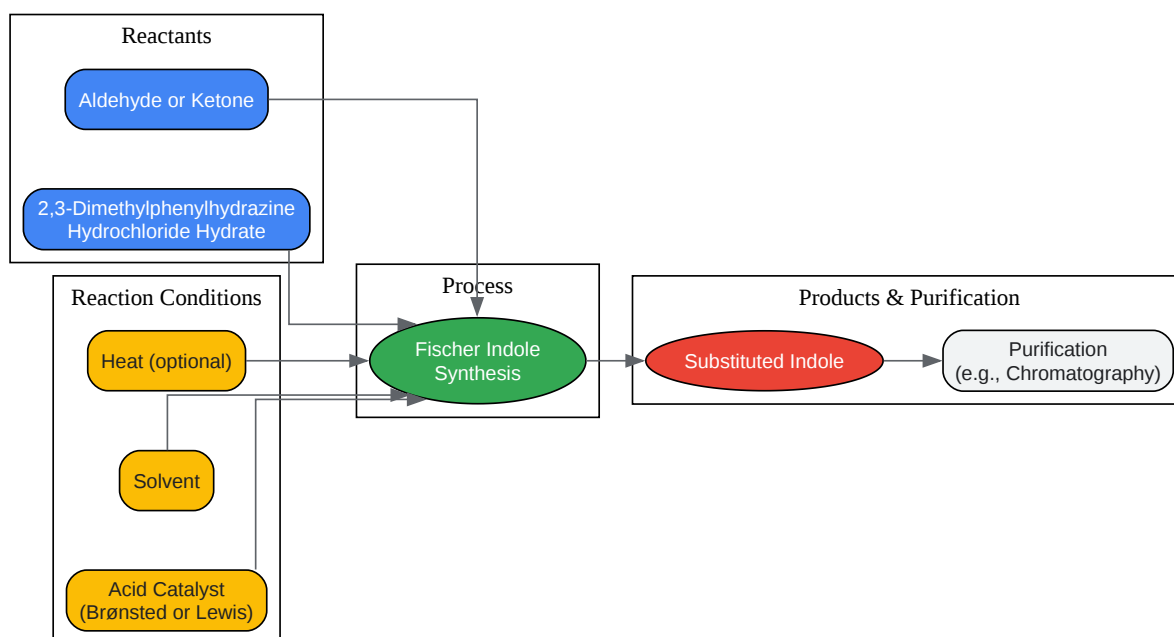 Reactants
Aldehyde or Ketone
2,3-Dimethylphenylhydrazine
Hydrochloride Hydrate
Reaction Conditions
Heat (optional)
Solvent
Acid Catalyst
(Brønsted or Lewis)
Process
Fischer Indole
Synthesis
Products & Purification
Substituted Indole
Purification
(e.g., Chromatography)